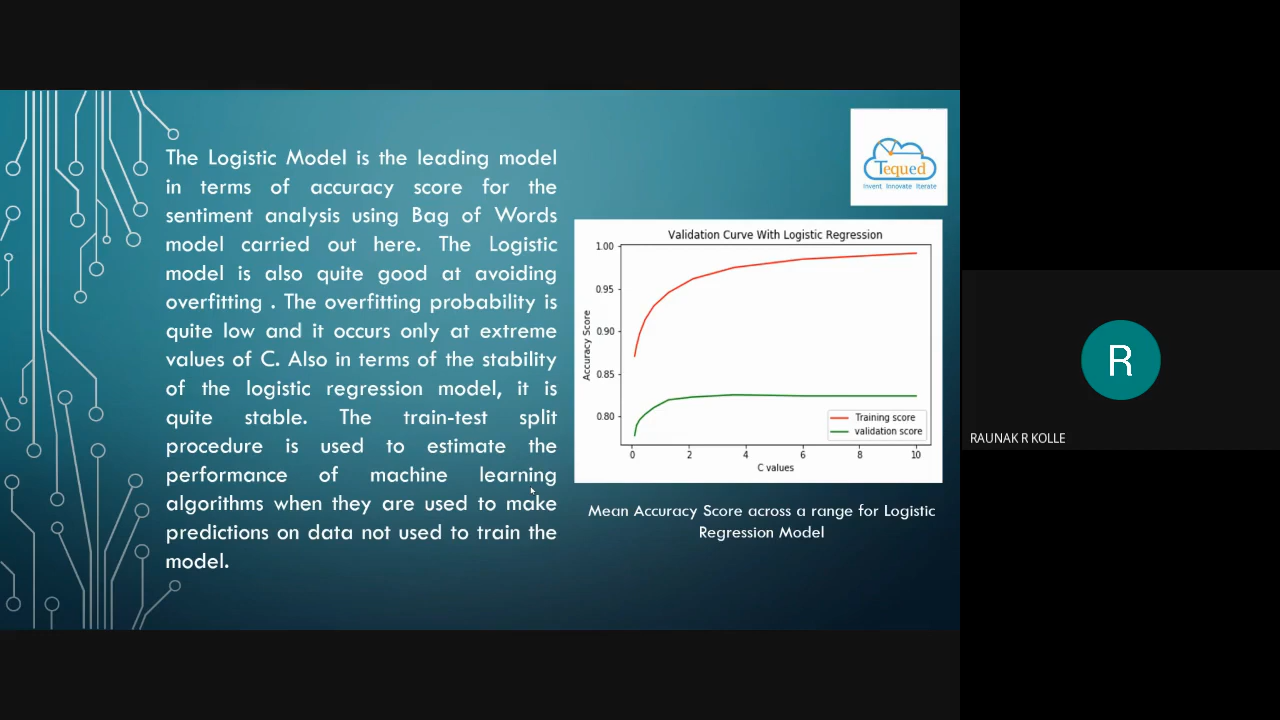 The Logistic Model is the leading model
in terms of accuracy score for the
sentiment analysis using Bag of Words
model carried out here. The Logistic
model is also quite good at avoiding
overfitting . The overfitting probability is
quite low and it occurs only at extreme
values of C. Also in terms of the stability
of the logistic regression model, it is
quite stable. The train-test split
procedure is used to estimate the
performance of machine learning
algorithms when they are used to make
predictions on data not used to train the
model.
Tequed
Invent Innovate Iterate
Validation Curve With Logistic Regression
Accuracy Score
1.00
0.95
0.90
0.85
0.80
Training score
validation score
0 2 4 6 8 10
C values
Mean Accuracy Score across a range for Logistic
Regression Model
R
RAUNAK R KOLLE